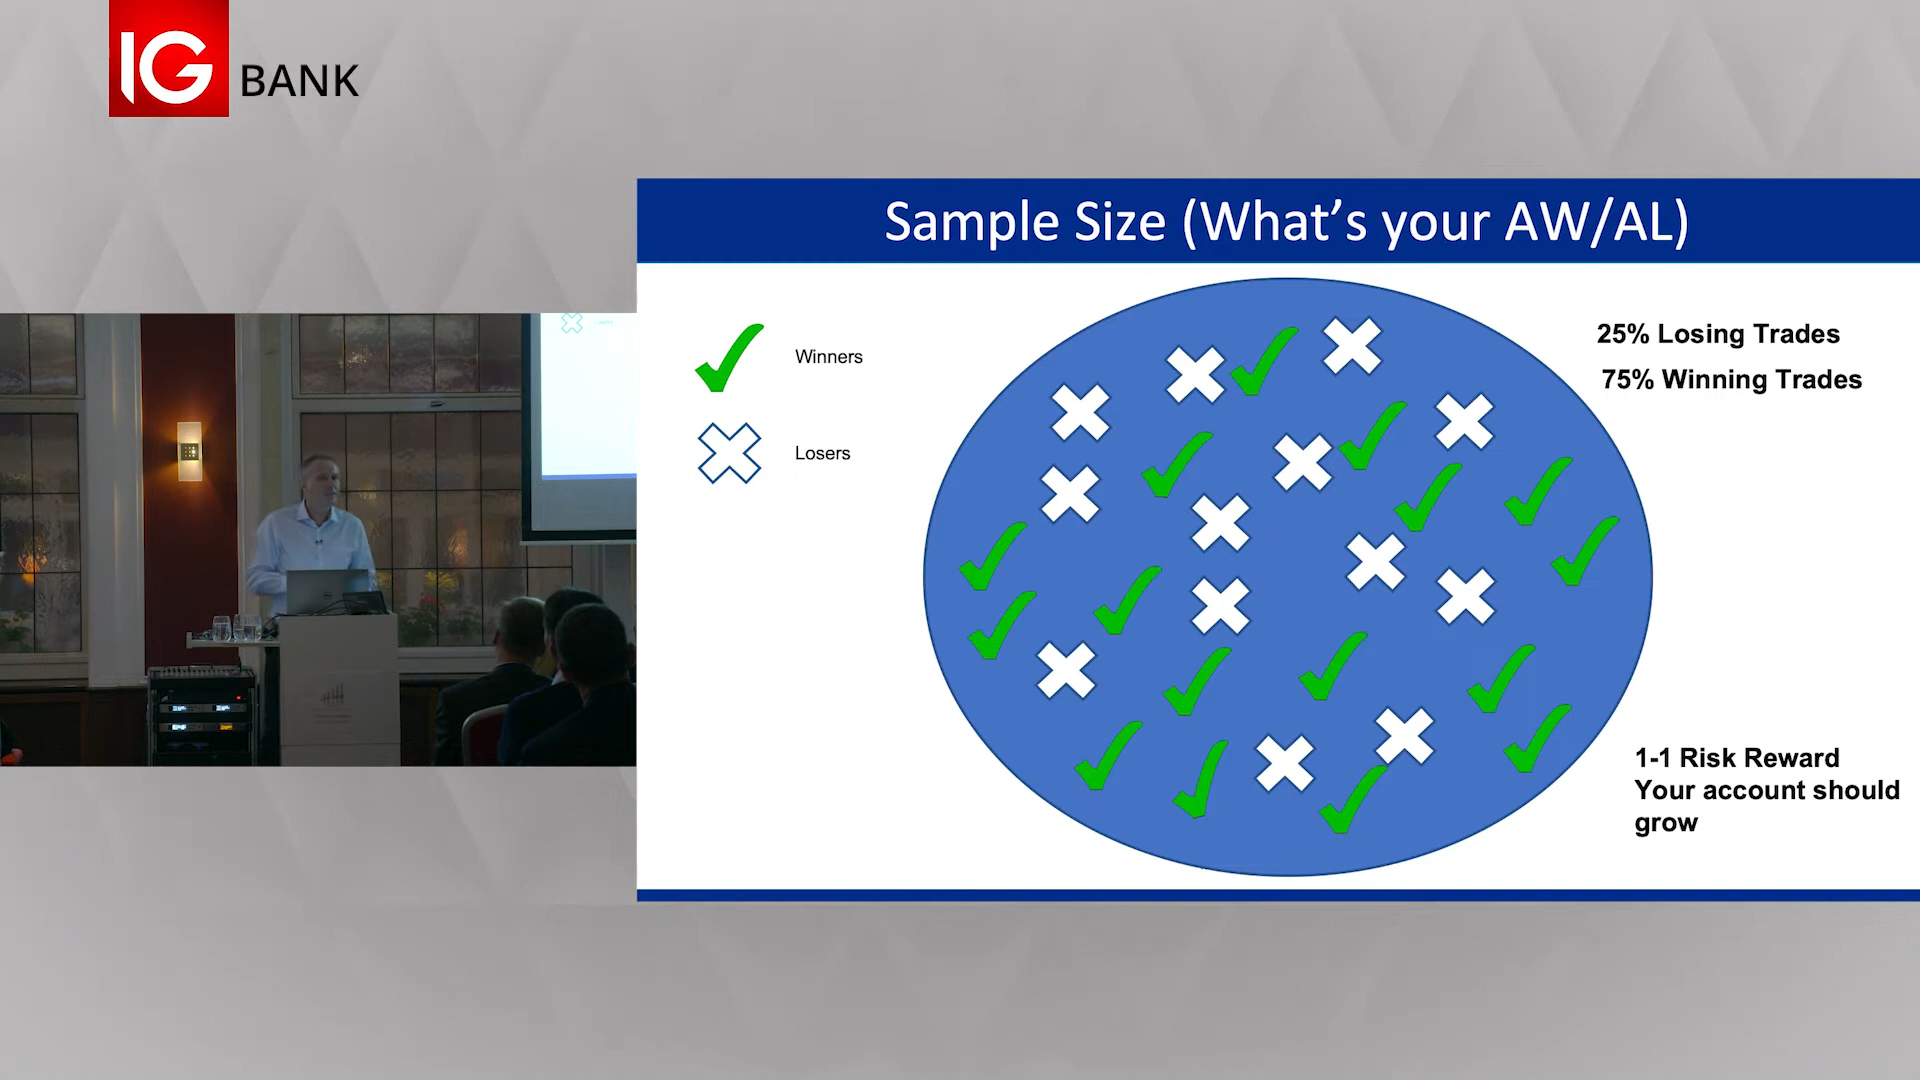 IG BANK
Sample Size (What's your AW/AL)
Winners
Losers
25% Losing Trades
75% Winning Trades
1-1 Risk Reward
Your account should
grow